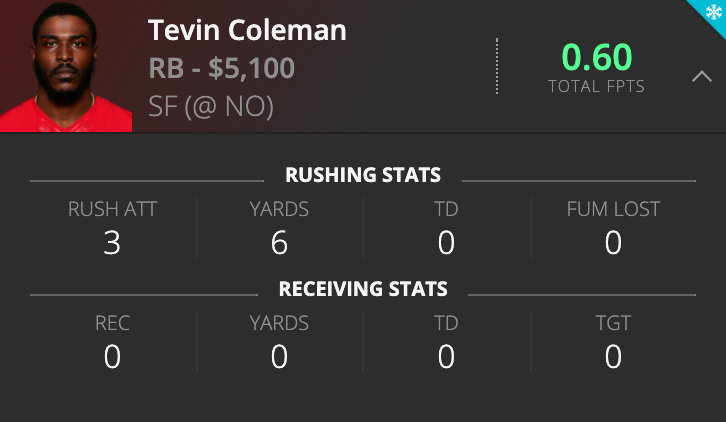 Tevin Coleman
RB - $5,100
SF (@ NO)
0.60
TOTAL FPTS
RUSHING STATS
RUSH ATT YARDS TD FUM LOST
3 6 0 0
RECEIVING STATS
REC YARDS TD TGT
0 0 0 0